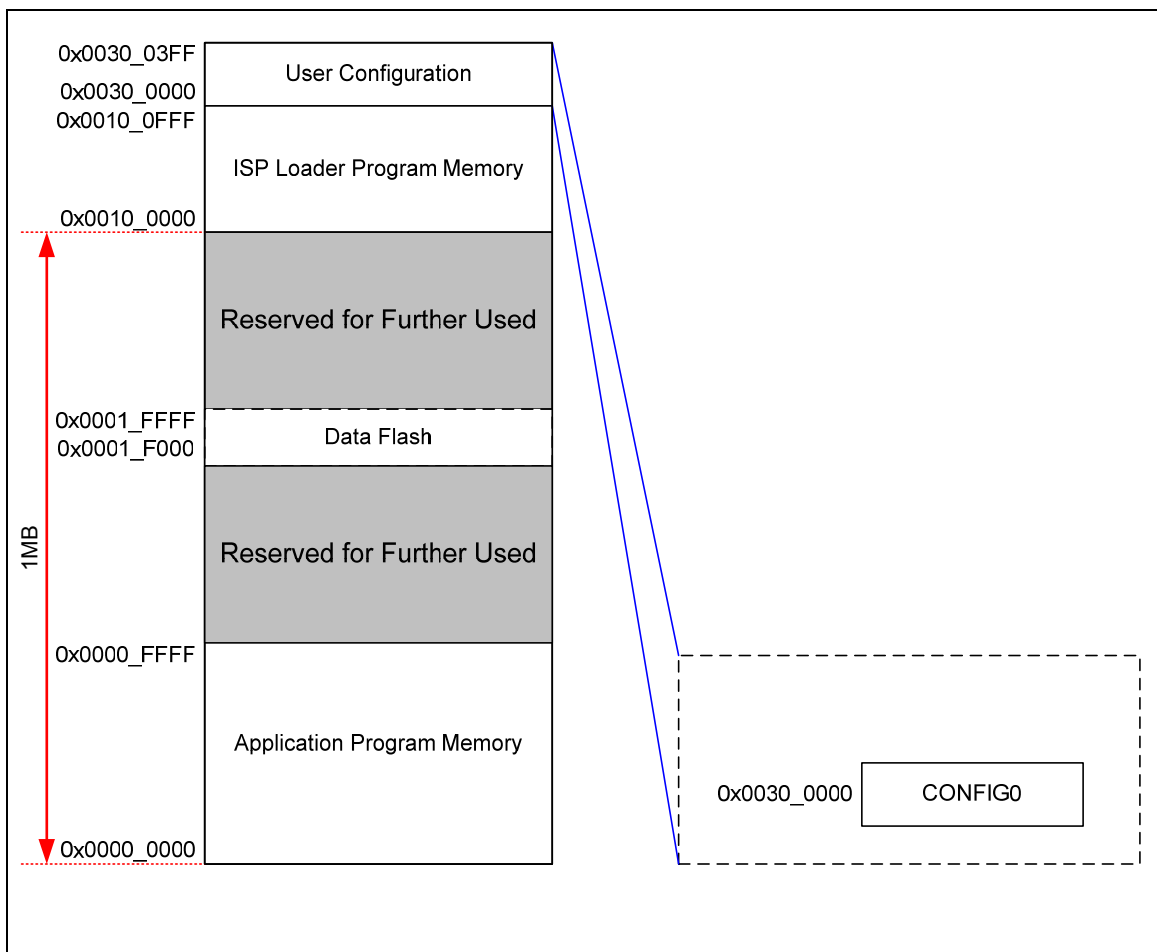 0x0030_03FF
User Configuration
0x0030_0000
0x0010_0FFF
ISP Loader Program Memory
0x0010_0000
Reserved for Further Used
0x0001_FFFF
Data Flash
0x0001_F000
1MB
Reserved for Further Used
0x0000_FFFF
Application Program Memory
0x0000_0000
0x0030_0000
CONFIG0